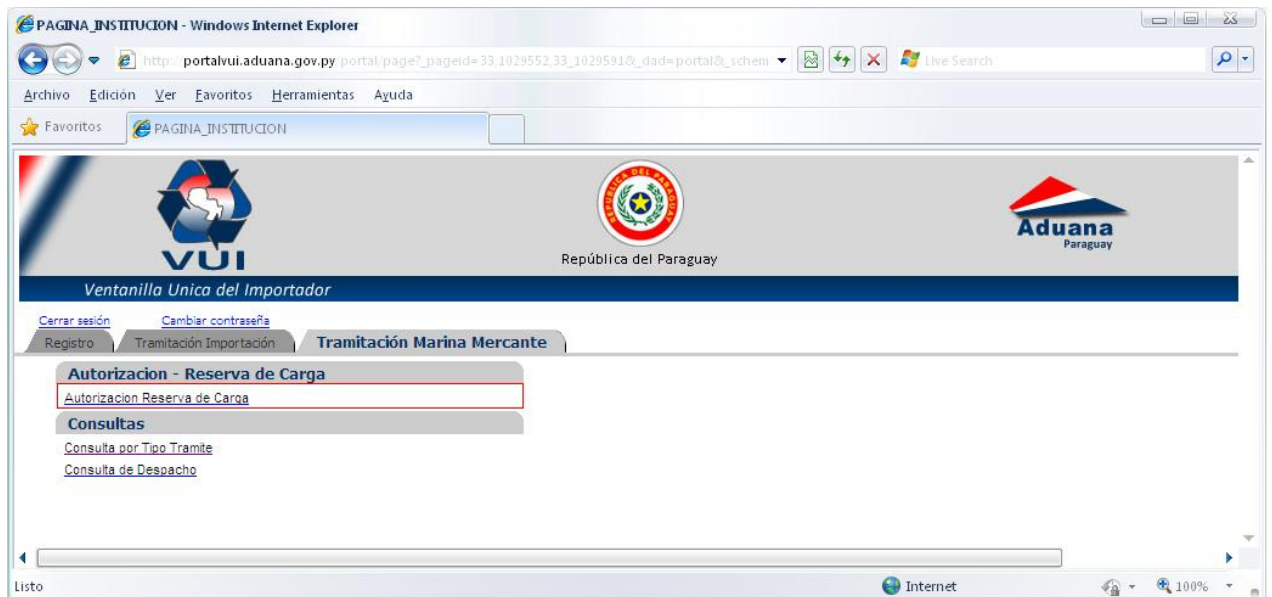 PAGINA_INSTITUCION - Windows Internet Explorer
http://portalvui.aduana.gov.py/portal/page?_pageid=33,1029552,33_1029591&_dad=portal&_schem
Live Search
Archivo Edición Ver Favoritos Herramientas Ayuda
Favoritos PAGINA_INSTITUCION
VUI
REPUBLICA DEL PARAGUAY
República del Paraguay
Aduana
Paraguay
Ventanilla Unica del Importador
Cerrar sesión Cambiar contraseña
Registro Tramitación Importación Tramitación Marina Mercante
Autorizacion - Reserva de Carga
Autorizacion Reserva de Carga
Consultas
Consulta por Tipo Tramite
Consulta de Despacho
Listo Internet 100%